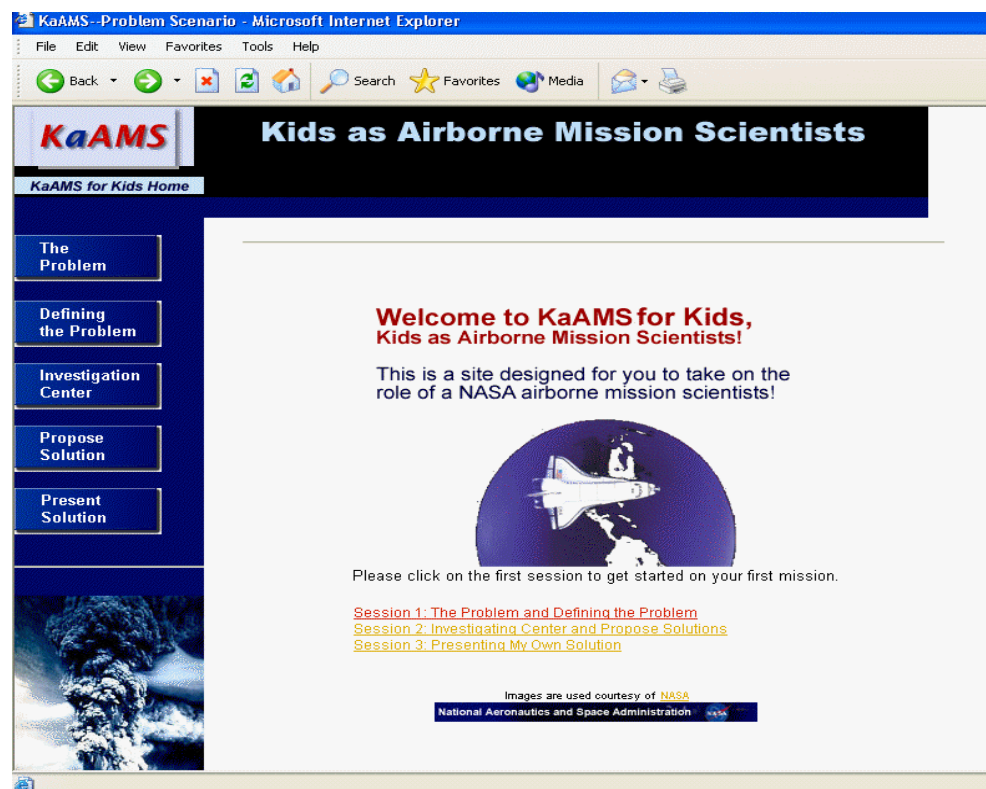 KaAMS--Problem Scenario - Microsoft Internet Explorer
File Edit View Favorites Tools Help
Back Search Favorites Media
KaAMS
Kids as Airborne Mission Scientists
KaAMS for Kids Home
The
Problem
Defining
the Problem
Investigation
Center
Propose
Solution
Present
Solution
Welcome to KaAMS for Kids,
Kids as Airborne Mission Scientists!
This is a site designed for you to take on the
role of a NASA airborne mission scientists!
Please click on the first session to get started on your first mission.
Session 1: The Problem and Defining the Problem
Session 2: Investigating Center and Propose Solutions
Session 3: Presenting My Own Solution
Images are used courtesy of NASA
National Aeronautics and Space Administration NASA